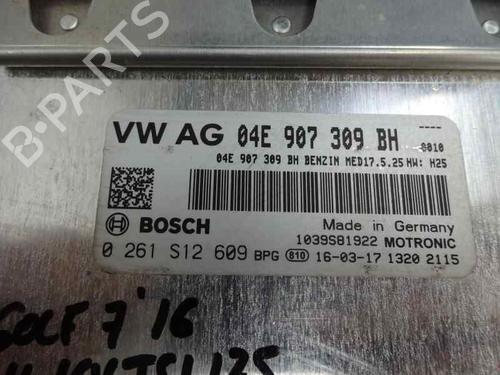 VW AG 04E 907 309 BH ----
8010
04E 907 309 BH BENZIN MED17.5.25 HW: H25
BOSCH
Made in Germany
1039S81922 MOTRONIC
0 261 S12 609 BPG 810 16-03-17 1320 2115
GOLF 7 '16
TSI 125
B-PARTS